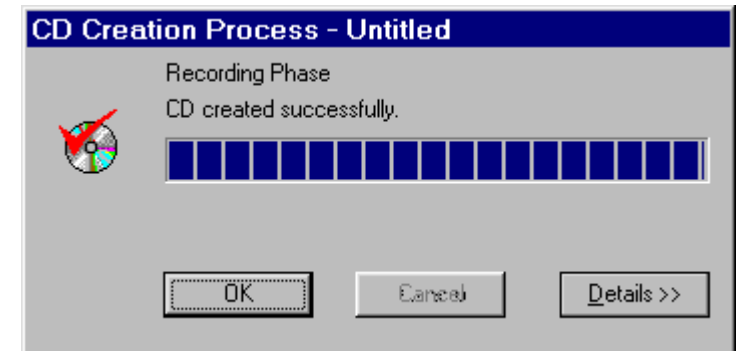 CD Creation Process - Untitled
Recording Phase
CD created successfully.
OK
Cancel
Details >>